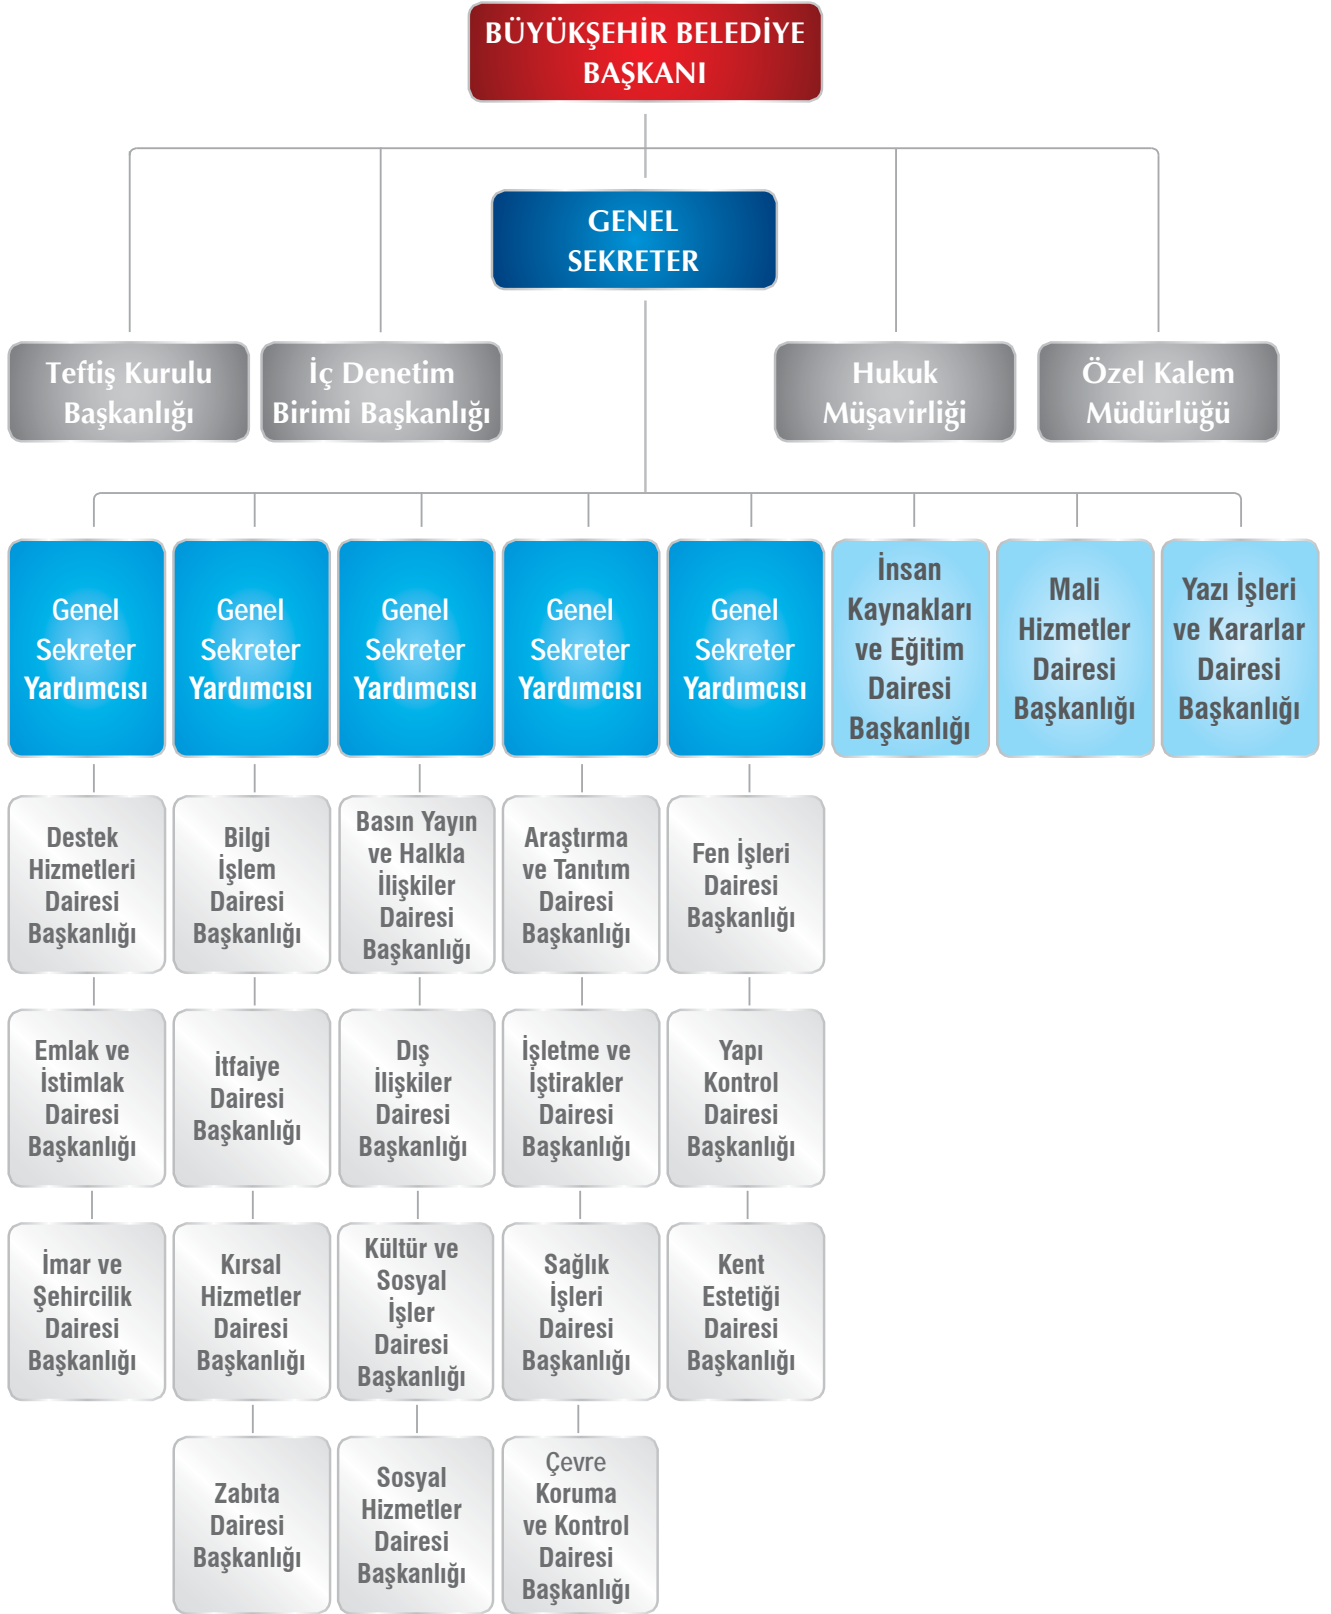 BÜYÜKŞEHİR BELEDİYE
BAŞKANI
GENEL
SEKRETER
Teftiş Kurulu
Başkanlığı
İç Denetim
Birimi Başkanlığı
Hukuk
Müşavirliği
Özel Kalem
Müdürlüğü
Genel
Sekreter
Yardımcısı
Genel
Sekreter
Yardımcısı
Genel
Sekreter
Yardımcısı
Genel
Sekreter
Yardımcısı
Genel
Sekreter
Yardımcısı
İnsan
Kaynakları
ve Eğitim
Dairesi
Başkanlığı
Mali
Hizmetler
Dairesi
Başkanlığı
Yazı İşleri
ve Kararlar
Dairesi
Başkanlığı
Destek
Hizmetleri
Dairesi
Başkanlığı
Bilgi
İşlem
Dairesi
Başkanlığı
Basın Yayın
ve Halkla
İlişkiler
Dairesi
Başkanlığı
Araştırma
ve Tanıtım
Dairesi
Başkanlığı
Fen İşleri
Dairesi
Başkanlığı
Emlak ve
İstimlak
Dairesi
Başkanlığı
İtfaiye
Dairesi
Başkanlığı
Dış
İlişkiler
Dairesi
Başkanlığı
İşletme ve
İştirakler
Dairesi
Başkanlığı
Yapı
Kontrol
Dairesi
Başkanlığı
İmar ve
Şehircilik
Dairesi
Başkanlığı
Kırsal
Hizmetler
Dairesi
Başkanlığı
Kültür ve
Sosyal
İşler
Dairesi
Başkanlığı
Sağlık
İşleri
Dairesi
Başkanlığı
Kent
Estetiği
Dairesi
Başkanlığı
Zabıta
Dairesi
Başkanlığı
Sosyal
Hizmetler
Dairesi
Başkanlığı
Çevre
Koruma
ve Kontrol
Dairesi
Başkanlığı